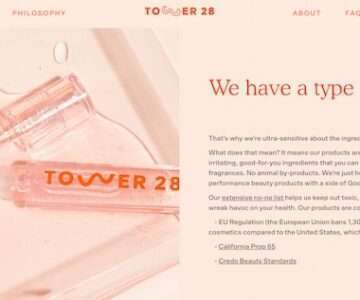 PHILOSOPHY
TOWER 28
ABOUT
FAQ
TOWER 28
We have a type
That's why we're ultra-sensitive about the ingre
What does that mean? It means our products are
irritating, good-for-you ingredients that you can
fragrances. No animal by-products. We're just he
performance beauty products with a side of Goo
Our extensive no-no list helps us keep out toxic,
wreak havoc on your health. Our products are co
- EU Regulation (the European Union bans 1,30
cosmetics compared to the United States, which
- California Prop 65
- Credo Beauty Standards